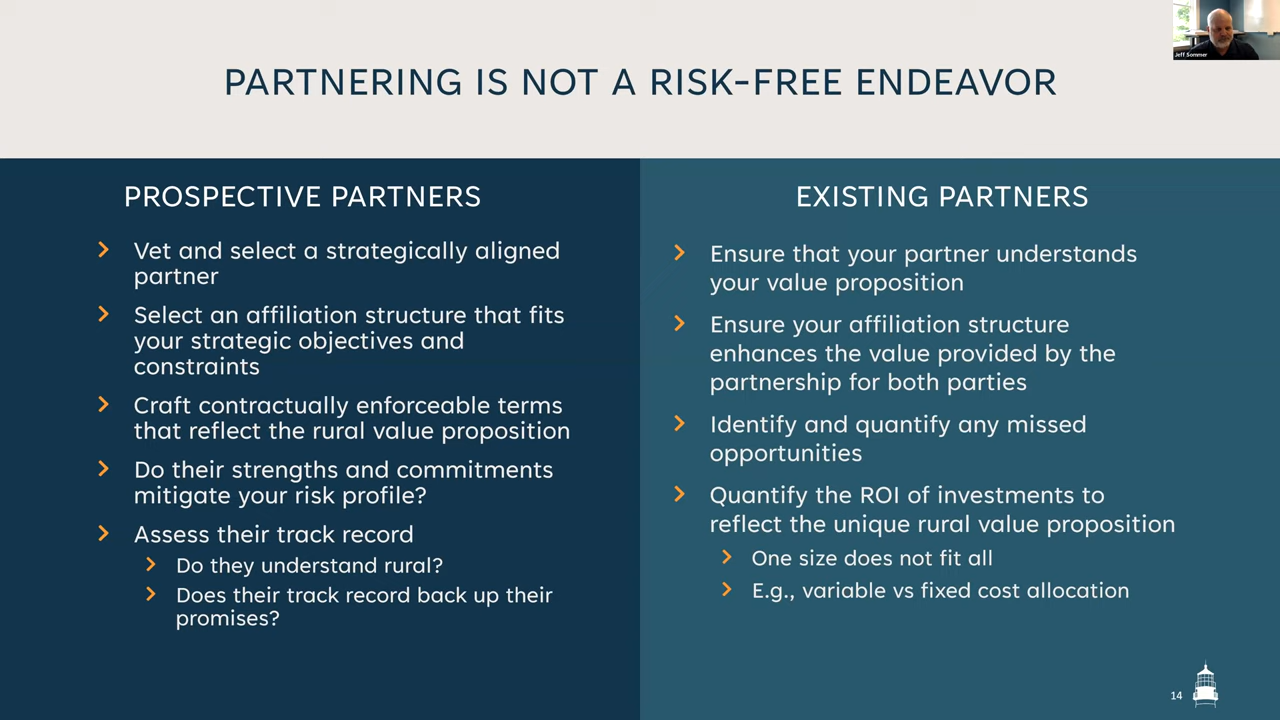 Jeff Sommer
PARTNERING IS NOT A RISK-FREE ENDEAVOR
PROSPECTIVE PARTNERS
Vet and select a strategically aligned
partner
Select an affiliation structure that fits
your strategic objectives and
constraints
Craft contractually enforceable terms
that reflect the rural value proposition
Do their strengths and commitments
mitigate your risk profile?
Assess their track record
Do they understand rural?
Does their track record back up their
promises?
EXISTING PARTNERS
Ensure that your partner understands
your value proposition
Ensure your affiliation structure
enhances the value provided by the
partnership for both parties
Identify and quantify any missed
opportunities
Quantify the ROI of investments to
reflect the unique rural value proposition
One size does not fit all
E.g., variable vs fixed cost allocation
14